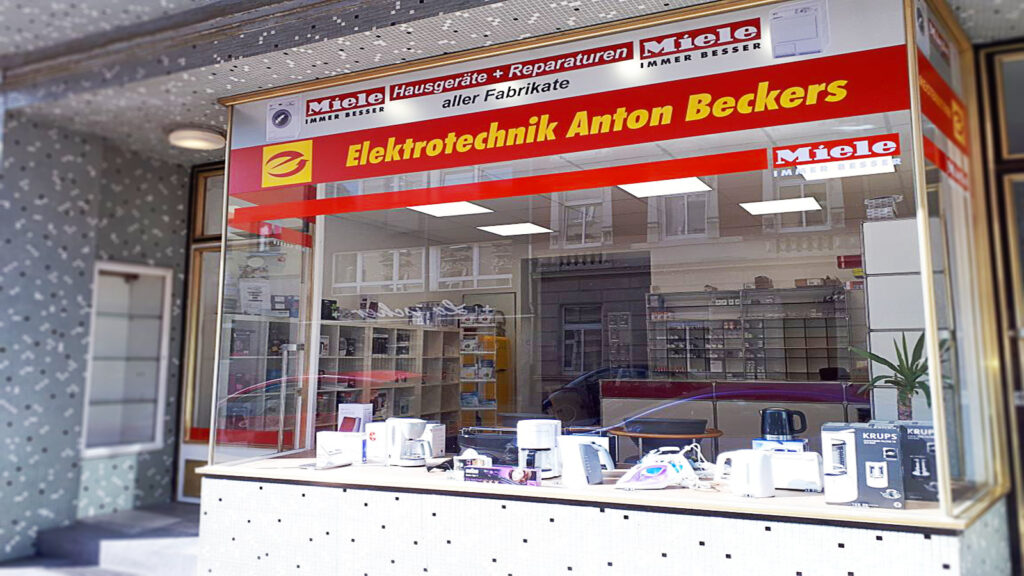 Miele
IMMER BESSER
Hausgeräte + Reparaturen
aller Fabrikate
Miele
IMMER BESSER
Elektrotechnik Anton Beckers
Miele
IMMER BESSER
KRUPS
KRUPS